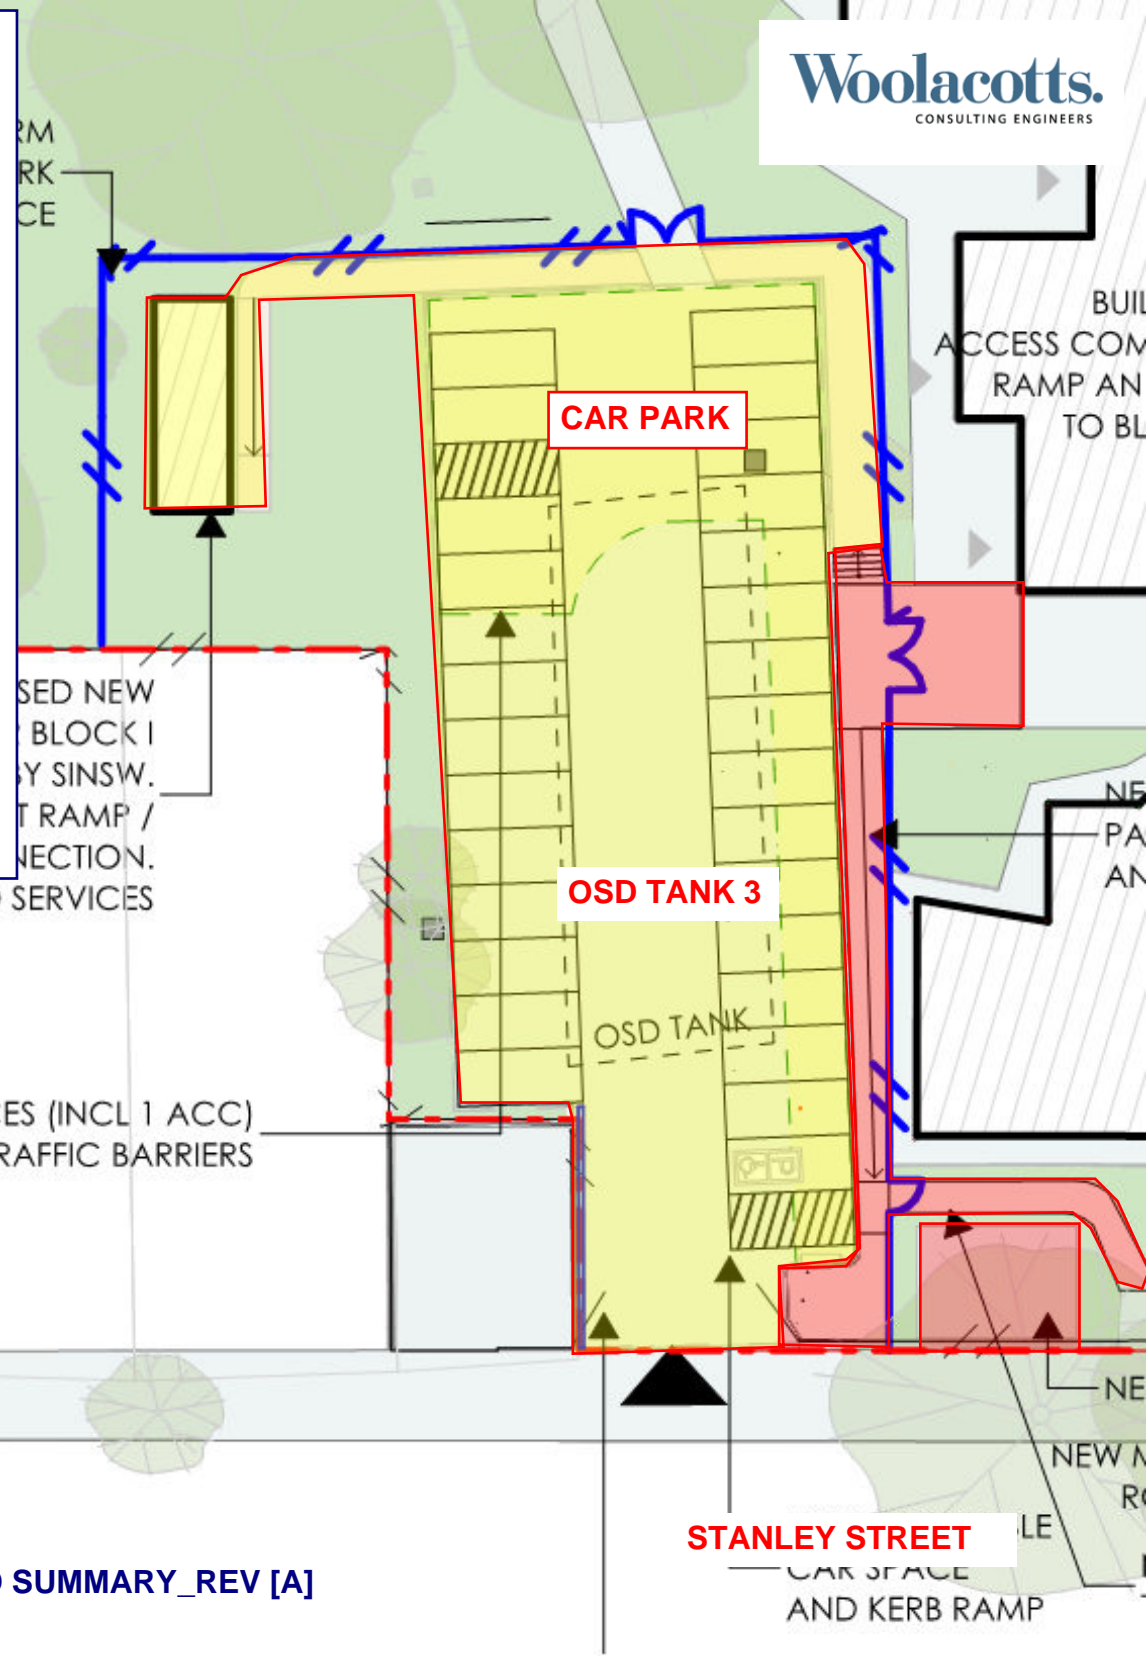 Woolacotts.
CONSULTING ENGINEERS
RM
RK
CE
BUIL
ACCESS COM
RAMP AN
TO BL
CAR PARK
SED NEW
BLOCK I
BY SINSW.
T RAMP /
NECTION.
SERVICES
NE
PA
AN
OSD TANK 3
OSD TANK
ES (INCL 1 ACC)
RAFFIC BARRIERS
NE
NEW M
RO
LE
STANLEY STREET
CAR SPACE
AND KERB RAMP
SUMMARY_REV [A]